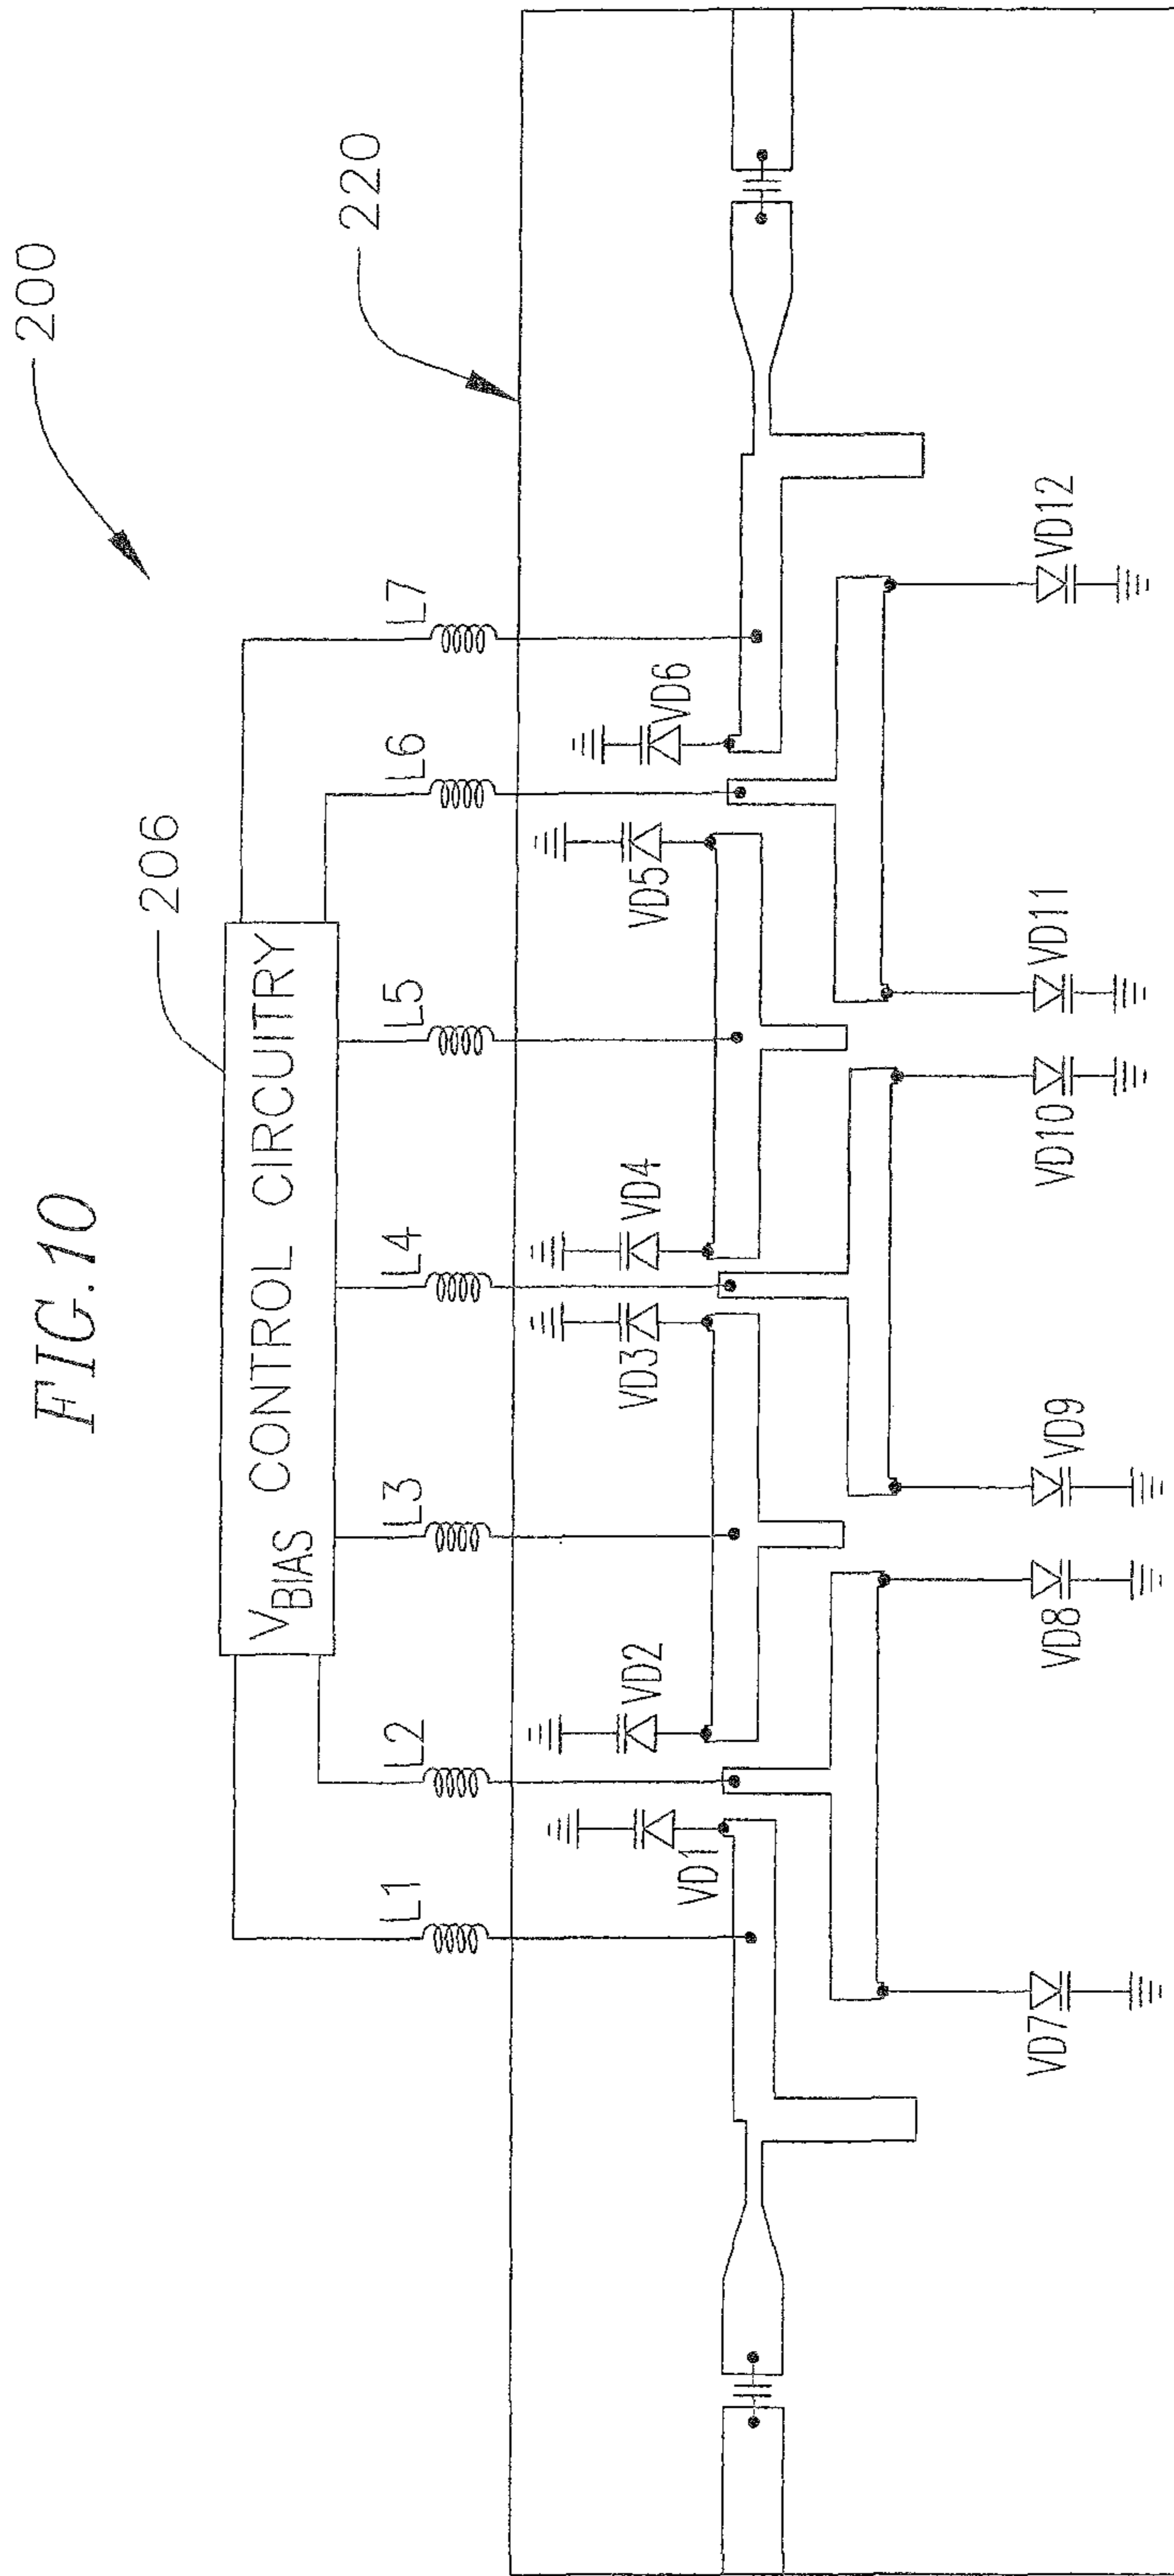 FIG. 10
200
206
220
V BIAS CONTROL CIRCUITRY
L1
L2
L3
L4
L5
L6
L7
VD1
VD2
VD3
VD4
VD5
VD6
VD7
VD8
VD9
VD10
VD11
VD12